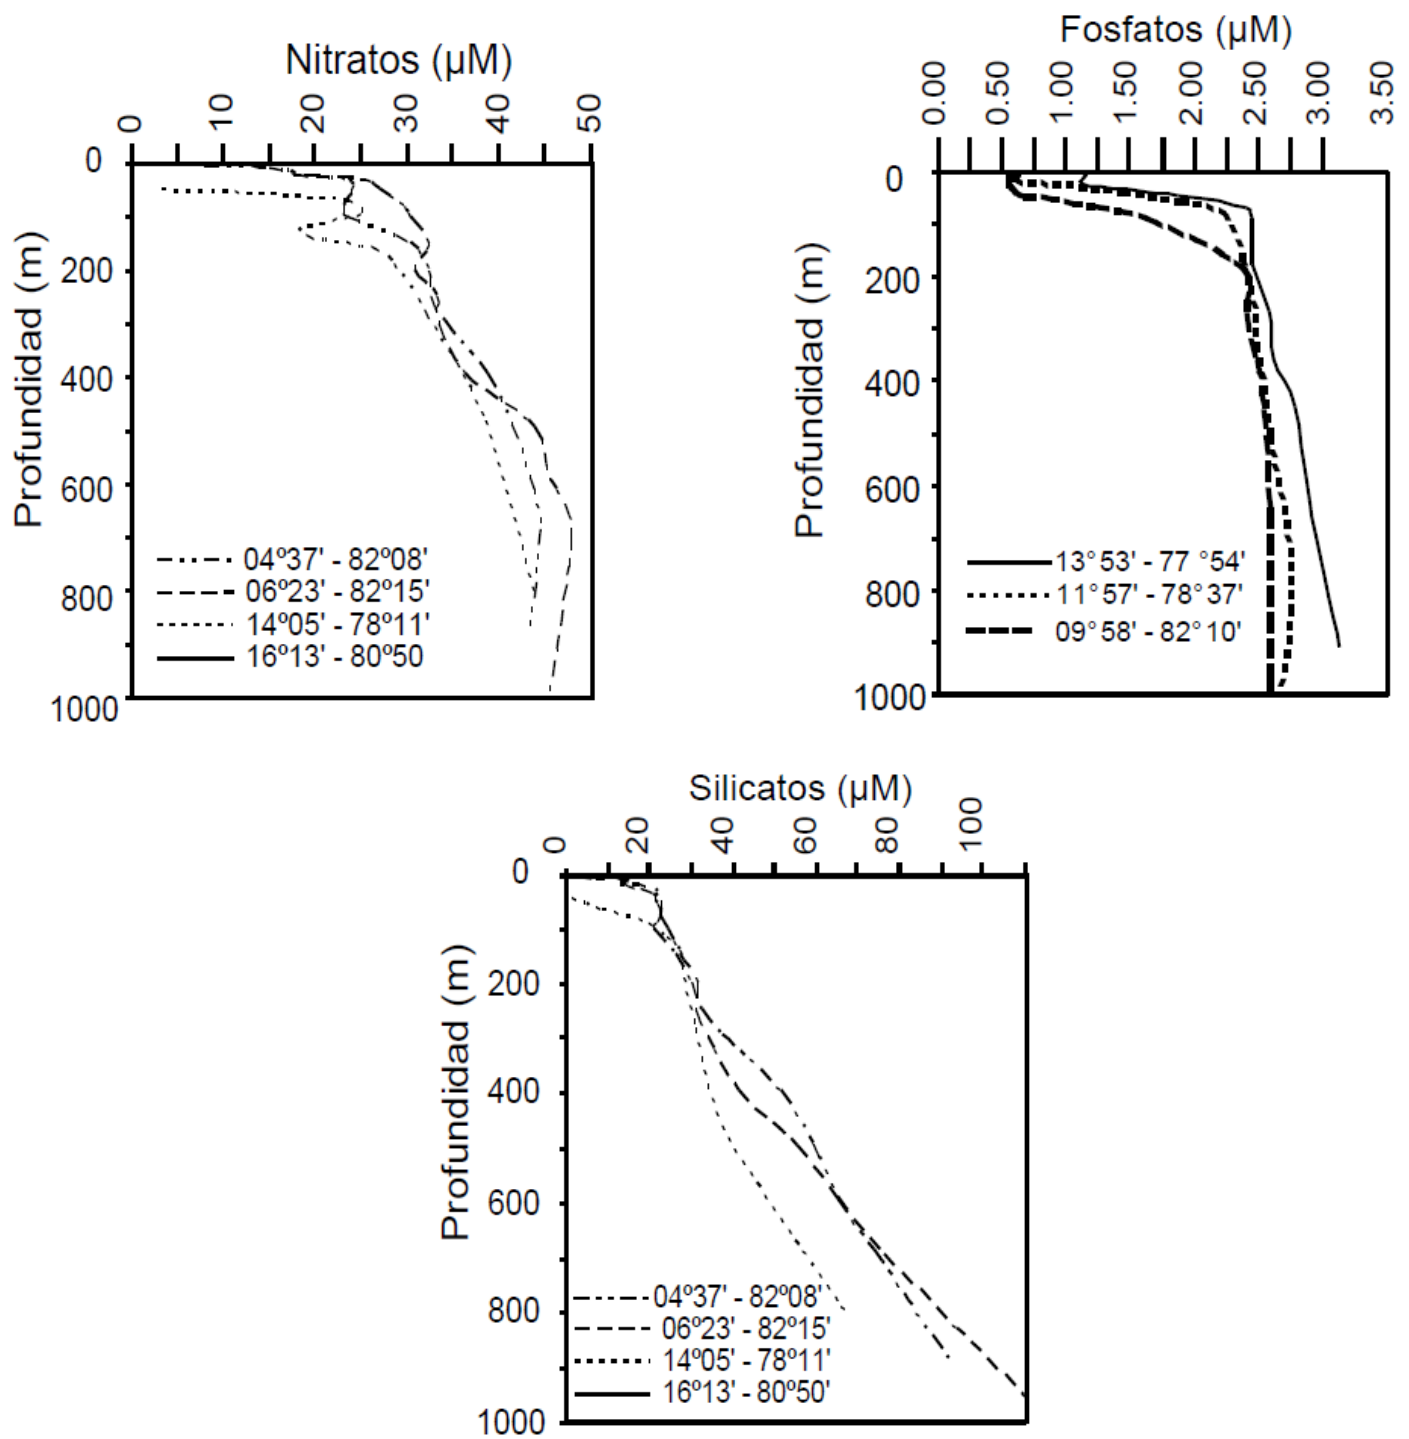 Nitratos (µM)
0 10 20 30 40 50
Profundidad (m)
0
200
400
600
800
1000
04º37' - 82º08'
06º23' - 82º15'
14º05' - 78º11'
16º13' - 80º50
Fosfatos (µM)
0.00 0.50 1.00 1.50 2.00 2.50 3.00 3.50
Profundidad (m)
0
200
400
600
800
1000
13°53' - 77 °54'
11°57' - 78°37'
09°58' - 82°10'
Silicatos (µM)
0 20 40 60 80 100
Profundidad (m)
0
200
400
600
800
1000
04º37' - 82º08'
06º23' - 82º15'
14º05' - 78º11'
16º13' - 80º50'